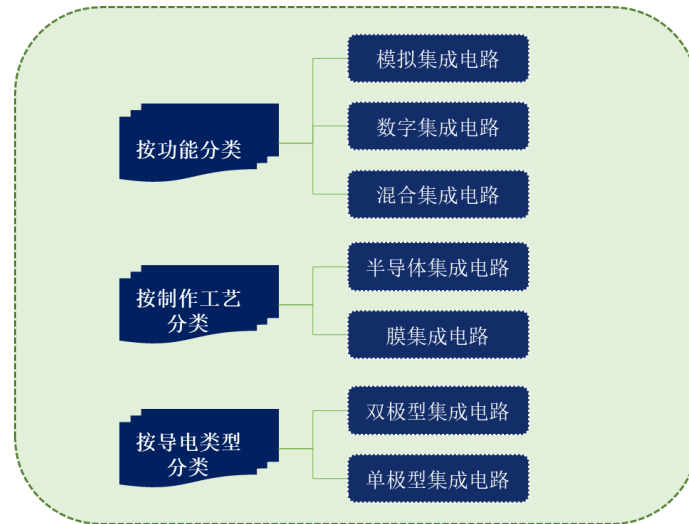 按功能分类
模拟集成电路
数字集成电路
混合集成电路
按制作工艺
分类
半导体集成电路
膜集成电路
按导电类型
分类
双极型集成电路
单极型集成电路